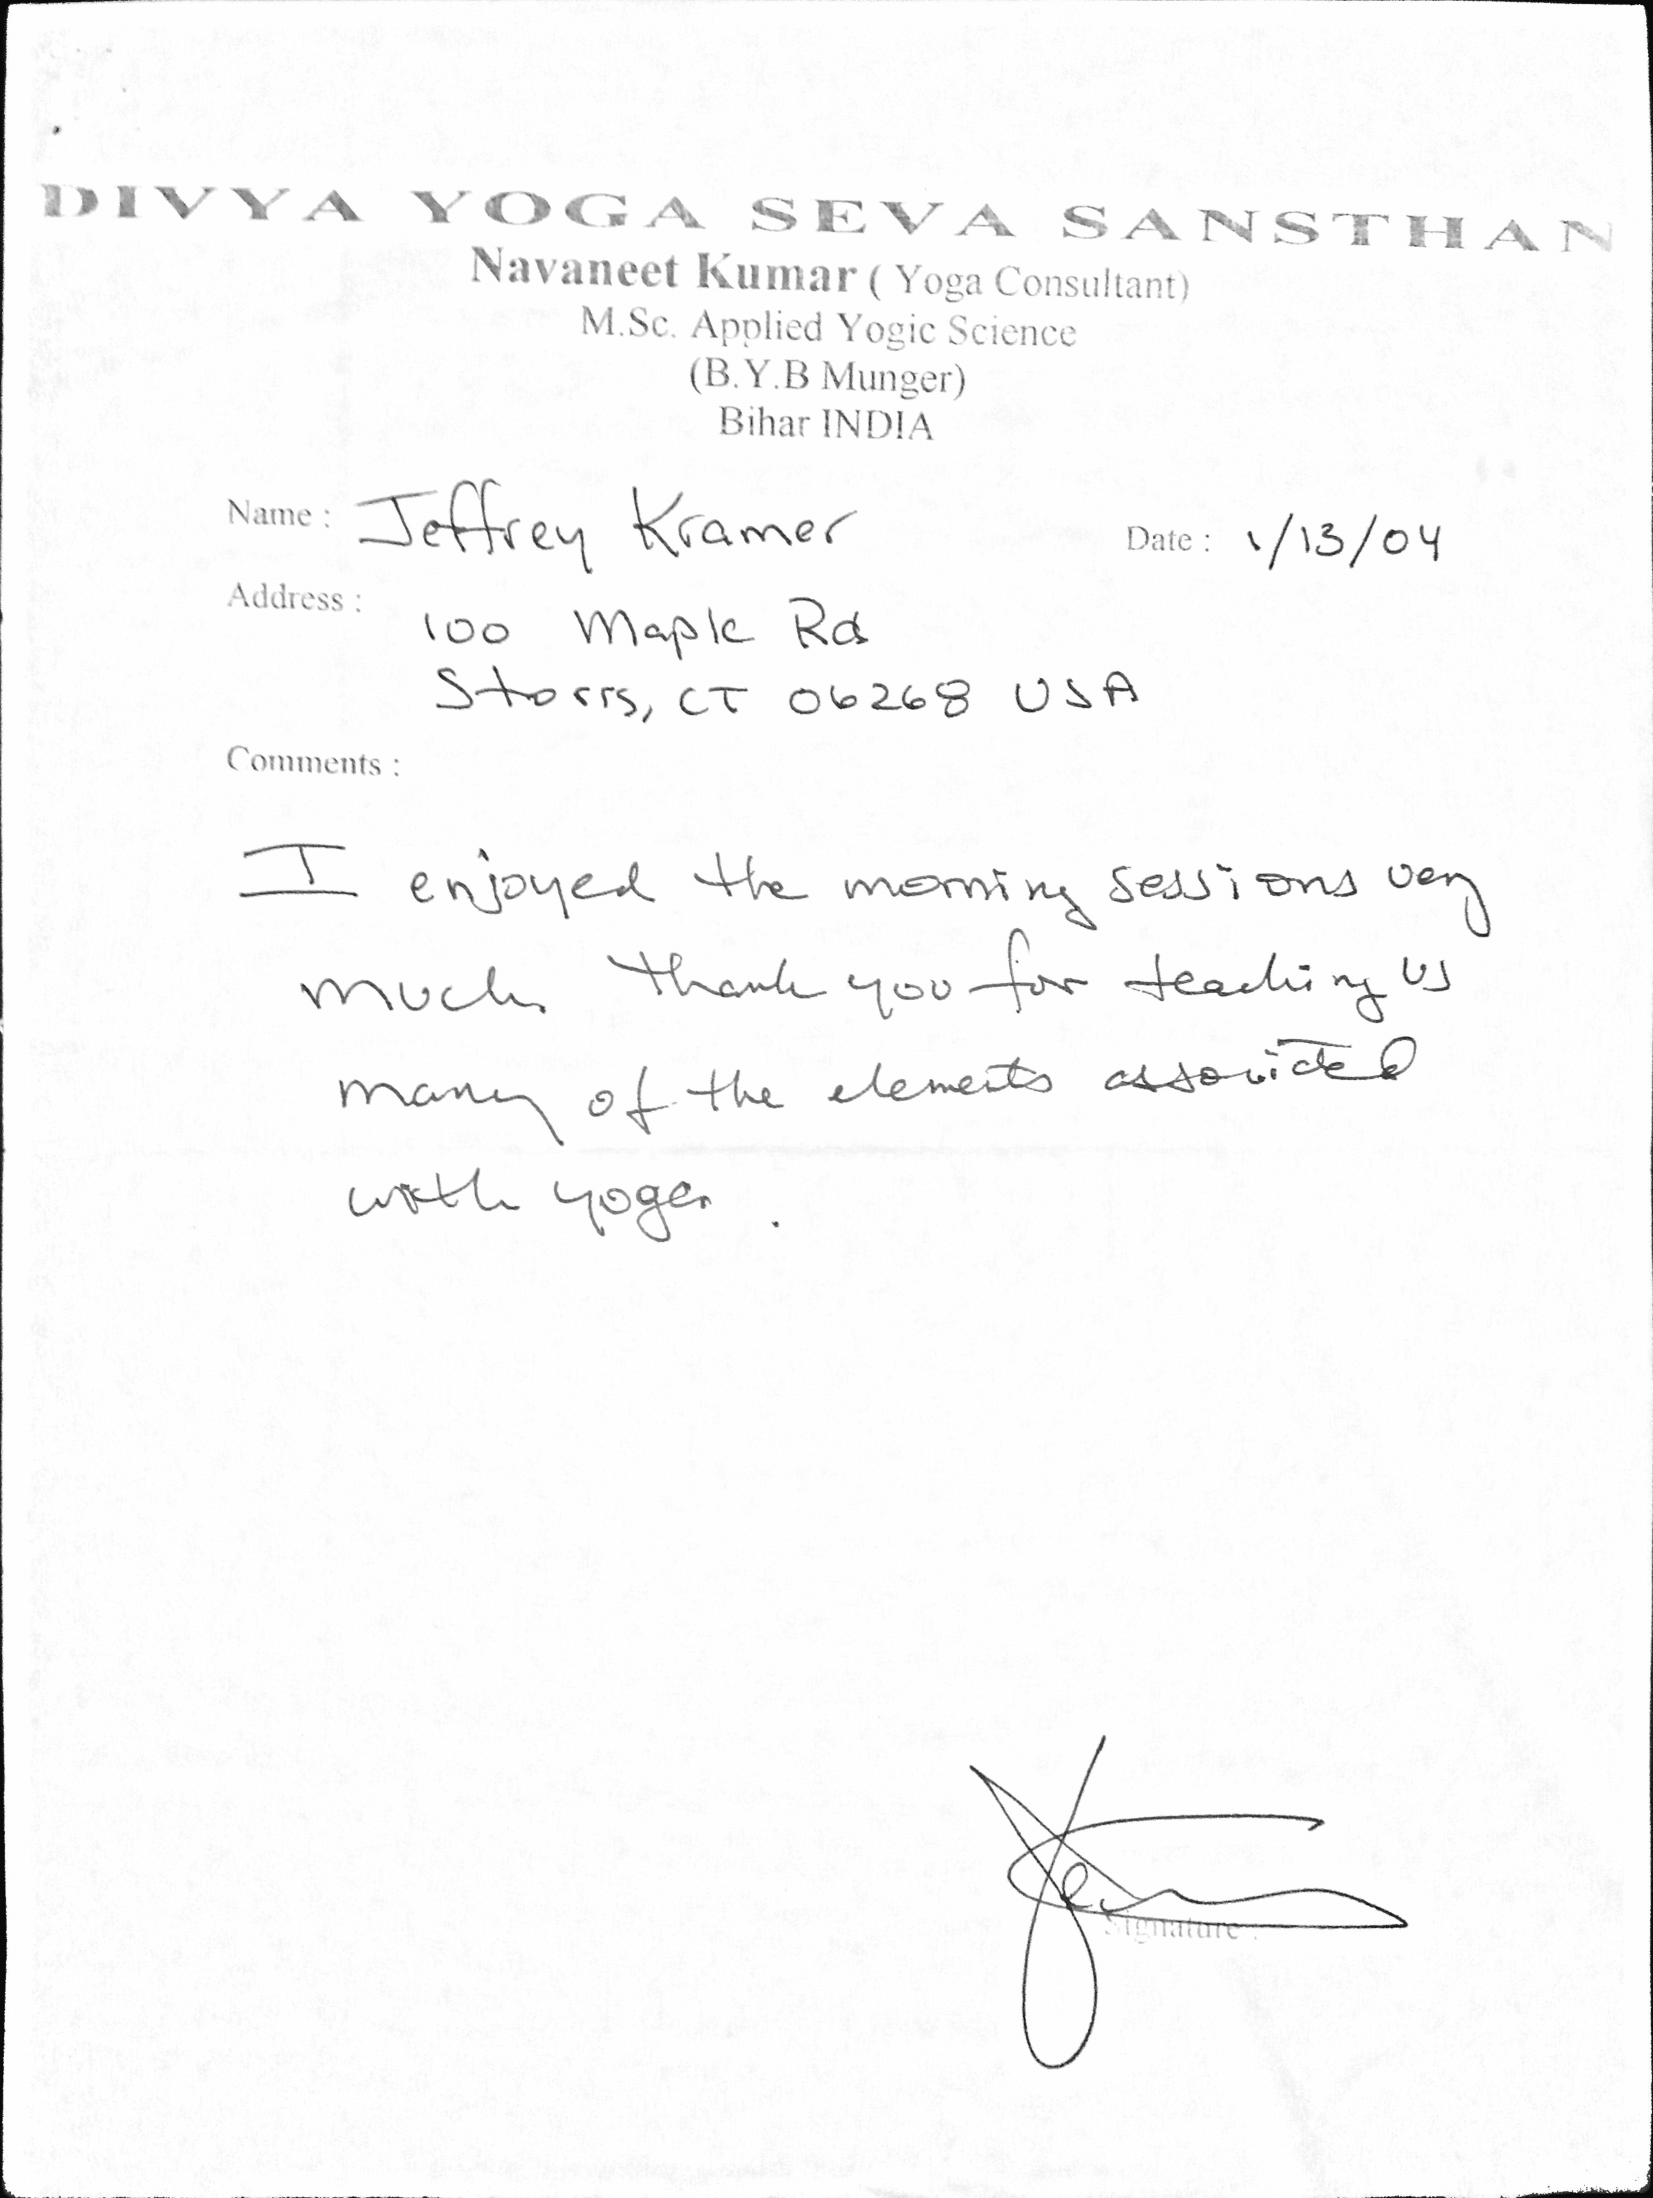 DIVYA YOGA SEVA SANSTHAN
Navaneet Kumar ( Yoga Consultant)
M.Sc. Applied Yogic Science
(B.Y.B Munger)
Bihar INDIA
Name : Jeffrey Kramer Date : 1/13/04
Address :
100 Maple Rd
Storrs, CT 06268 USA
Comments :
I enjoyed the morning sessions very
much. Thank you for teaching us
many of the elements associated
with yoga.
Signature :